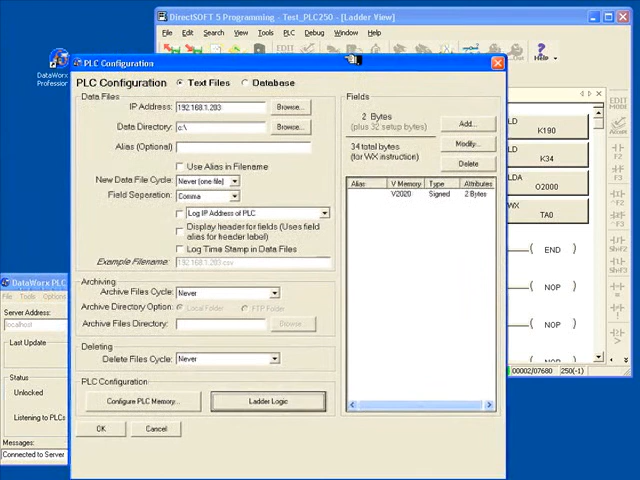 DirectSOFT 5 Programming - Test_PLC250 - [Ladder View]
File Edit Search View Tools PLC Debug Window Help
Help
DataWorx
Professional
PLC Configuration
PLC Configuration
Text Files
Database
Data Files
IP Address: 192.168.1.203 Browse...
Data Directory: c:\ Browse...
Alias (Optional)
Use Alias in Filename
New Data File Cycle: Never (one file)
Field Separation: Comma
Log IP Address of PLC
Display header for fields (Uses field
alias for header label)
Log Time Stamp in Data Files
Example Filename: 192.168.1.203.csv
Archiving
Archive Files Cycle: Never
Archive Directory Option: Local Folder FTP Folder
Archive Files Directory: Browse...
Deleting
Delete Files Cycle: Never
PLC Configuration
Configure PLC Memory...
Ladder Logic
OK
Cancel
Fields
2 Bytes
(plus 32 setup bytes)
34 total bytes
(for WX instruction)
Add...
Modify...
Delete
Alias V Memory Type Attributes
V2020 Signed 2 Bytes
LD
K190
LD
K34
LDA
O2000
WX
TA0
END
NOP
NOP
NOP
EDIT
MODE
Shif2
Shif3
00002/07680 250(-1)
DataWorx PLC
File Tools Options
Server Address:
localhost
Last Update
Status
Unlocked
Listening to PLCs
Messages:
Connected to Server